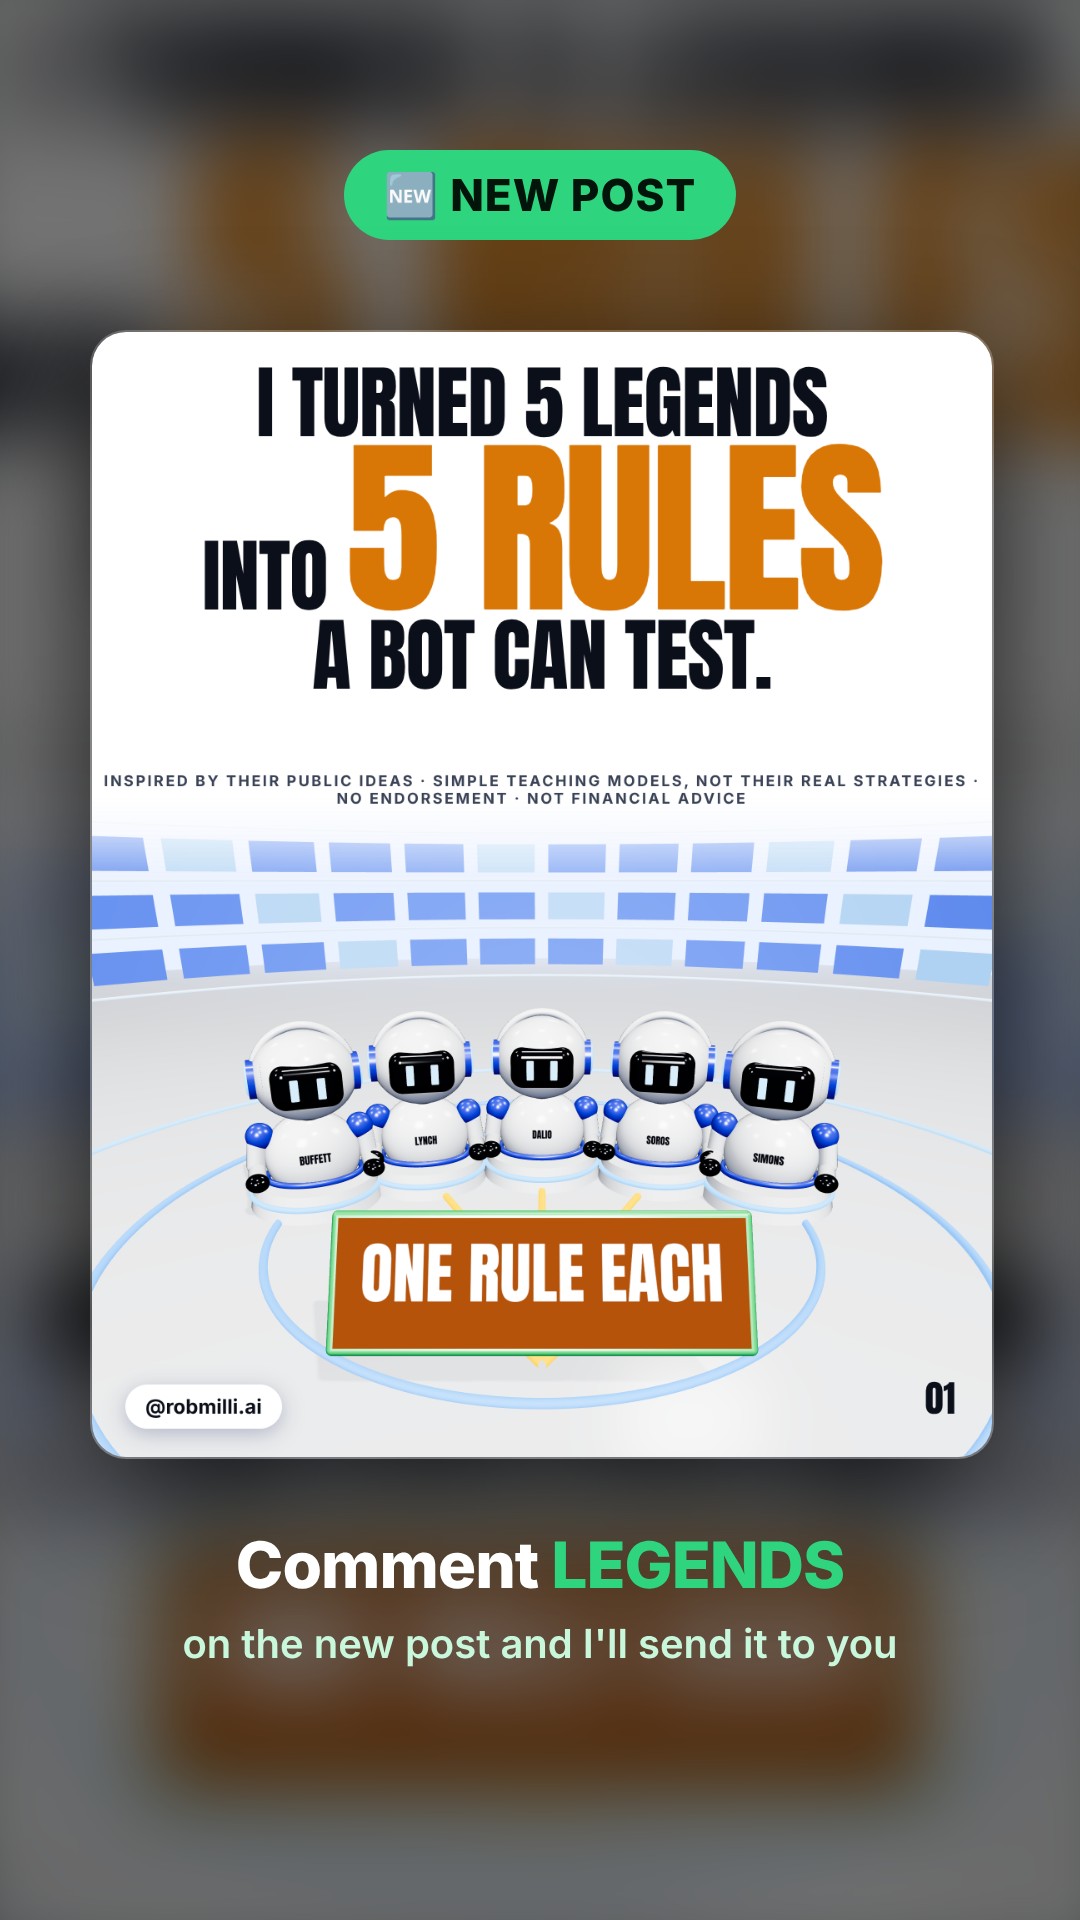 🆕 NEW POST
I TURNED 5 LEGENDS
INTO 5 RULES
A BOT CAN TEST.
INSPIRED BY THEIR PUBLIC IDEAS · SIMPLE TEACHING MODELS, NOT THEIR REAL STRATEGIES ·
NO ENDORSEMENT · NOT FINANCIAL ADVICE
BUFFETT
LYNCH
DALIO
SOROS
SIMONS
ONE RULE EACH
@robmilli.ai
01
Comment LEGENDS
on the new post and I'll send it to you